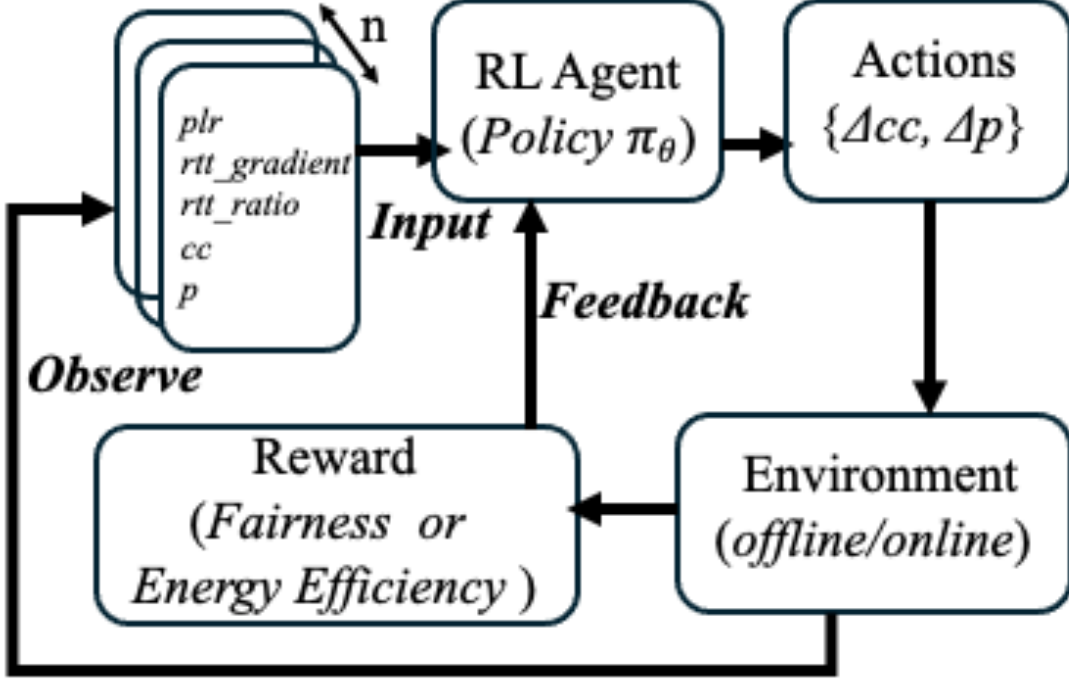 n
plr
rtt_gradient
rtt_ratio
cc
p
Input
RL Agent
(Policy πθ)
Actions
{Δcc, Δp}
Feedback
Observe
Reward
(Fairness or
Energy Efficiency )
Environment
(offline/online)